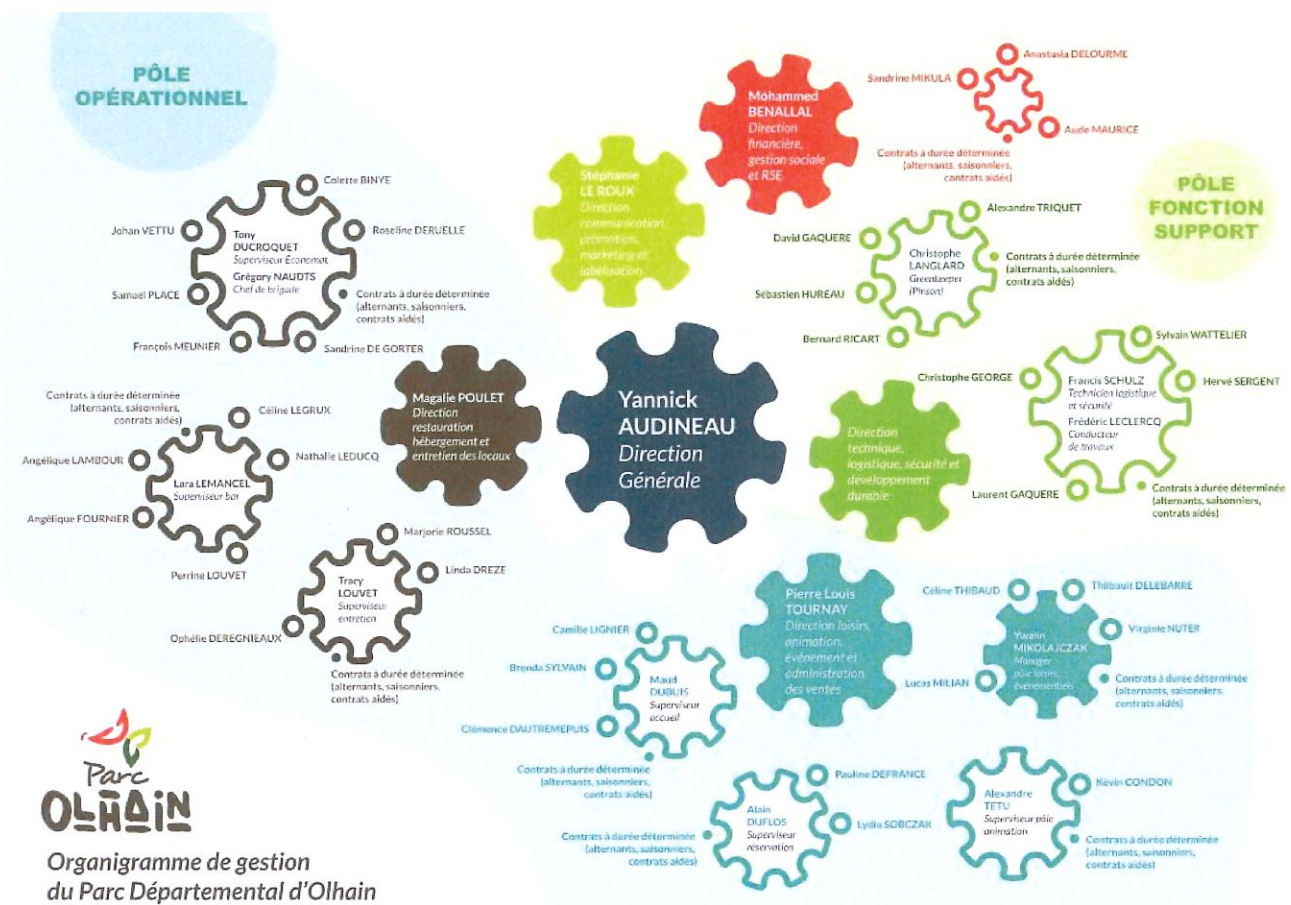 PÔLE
OPÉRATIONNEL
Colette BINYE
Johan VETTU
Tony
DUCROQUET
Superviseur Économat
Grégory NAUDTS
Chef de brigade
Roseline DERUELLE
Samuel PLACE
Contrats à durée déterminée
(alternants, saisonniers,
contrats aidés)
François MEUNIER
Sandrine DE GORTER
Contrats à durée déterminée
(alternants, saisonniers,
contrats aidés)
Céline LEGRUX
Angélique LAMBOUR
Nathalie LEDUCQ
Lara LEMANCEL
Superviseur bar
Angélique FOURNIER
Perrine LOUVET
Marjorie ROUSSEL
Tracy
LOUVET
Superviseur
entretien
Linda DREZE
Ophélie DEREGNIEAUX
Contrats à durée déterminée
(alternants, saisonniers,
contrats aidés)
Magalie POULET
Direction
restauration
hébergement et
entretien des locaux
Stéphanie
LE ROUX
Direction
communication
promotion,
marketing et
labélisation
Mohammed
BENALLAL
Direction
financière,
gestion sociale
et RSE
Anastasia DELOURME
Sandrine MIKULA
Aude MAURICE
Contrats à durée déterminée
(alternants, saisonniers,
contrats aidés)
PÔLE
FONCTION
SUPPORT
Yannick
AUDINEAU
Direction
Générale
Alexandre TRIQUET
David GAQUERE
Christophe
LANGLARD
Greenkeeper
(Pinson)
Contrats à durée déterminée
(alternants, saisonniers,
contrats aidés)
Sébastien HUREAU
Bernard RICART
Sylvain WATTELIER
Christophe GEORGE
Francis SCHULZ
Technicien logistique
et sécurité
Frédéric LECLERCQ
Conducteur
de travaux
Hervé SERGENT
Laurent GAQUERE
Contrats à durée déterminée
(alternants, saisonniers,
contrats aidés)
Direction
technique,
logistique, sécurité et
développement
durable
Pierre Louis
TOURNAY
Direction loisirs,
animation,
événement et
administration
des ventes
Céline THIBAUD
Thiibault DELEBARRE
Ywann
MIKOLAJCZAK
Manager
pôle loisirs,
évènementiels
Virginie NUTER
Lucas MILIAN
Contrats à durée déterminée
(alternants, saisonniers,
contrats aidés)
Camille LIGNIER
Brenda SYLVAIN
Maud
DUBUIS
Superviseur
accueil
Clémence DAUTREMEPUIS
Contrats à durée déterminée
(alternants, saisonniers,
contrats aidés)
Pauline DEFRANCE
Alain
DUFLOS
Superviseur
réservation
Lydia SOBCZAK
Contrats à durée déterminée
(alternants, saisonniers,
contrats aidés)
Kévin CONDON
Alexandre
TETU
Superviseur pôle
animation
Contrats à durée déterminée
(alternants, saisonniers,
contrats aidés)
Parc
OLHAiN
Organigramme de gestion
du Parc Départemental d'Olhain